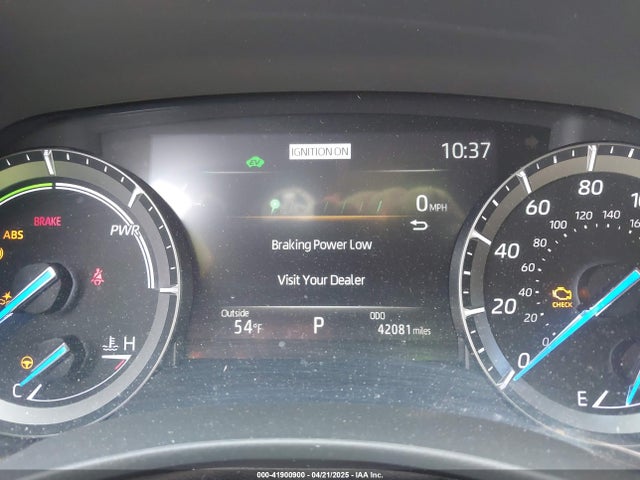 IGNITION ON
10:37
EV
0 MPH
Braking Power Low
Visit Your Dealer
Outside
54°F
P
ODO
42081 miles
BRAKE
ABS
PWR
H
C
0
20
40
60
80
0
20
40
60
80
100
120
140
CHECK
E
000-41900900 - 04/21/2025 - IAA Inc.